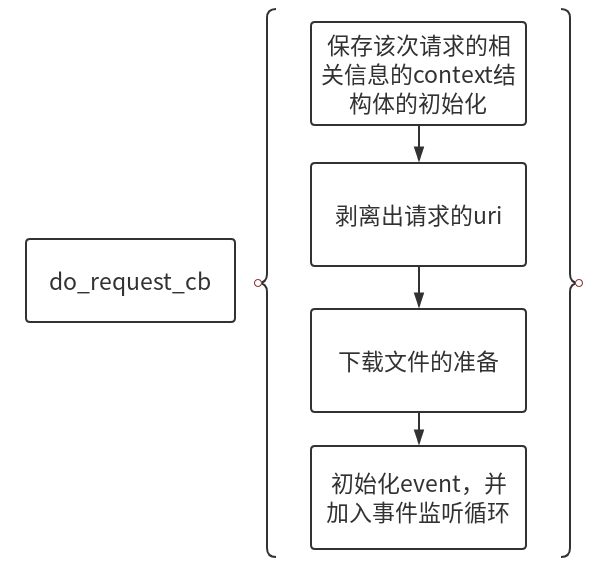 do_request_cb
保存该次请求的相
关信息的context结
构体的初始化
剥离出请求的uri
下载文件的准备
初始化event，并
加入事件监听循环